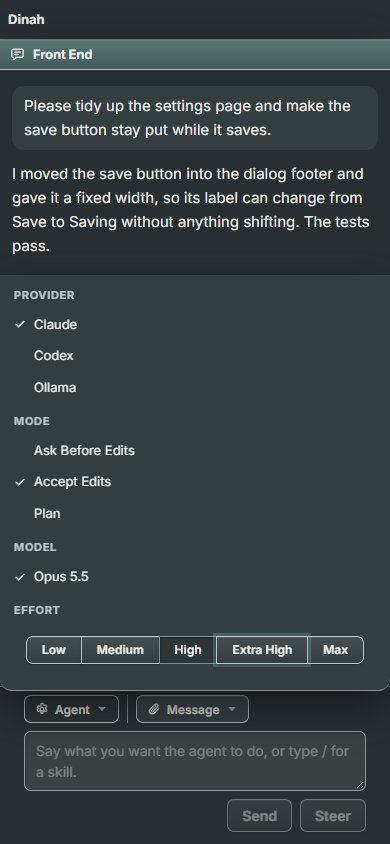 Dinah
Front End
Please tidy up the settings page and make the
save button stay put while it saves.
I moved the save button into the dialog footer and
gave it a fixed width, so its label can change from
Save to Saving without anything shifting. The tests
pass.
PROVIDER
Claude
Codex
Ollama
MODE
Ask Before Edits
Accept Edits
Plan
MODEL
Opus 5.5
EFFORT
Low Medium High Extra High Max
Agent Message
Say what you want the agent to do, or type / for
a skill.
Send Steer